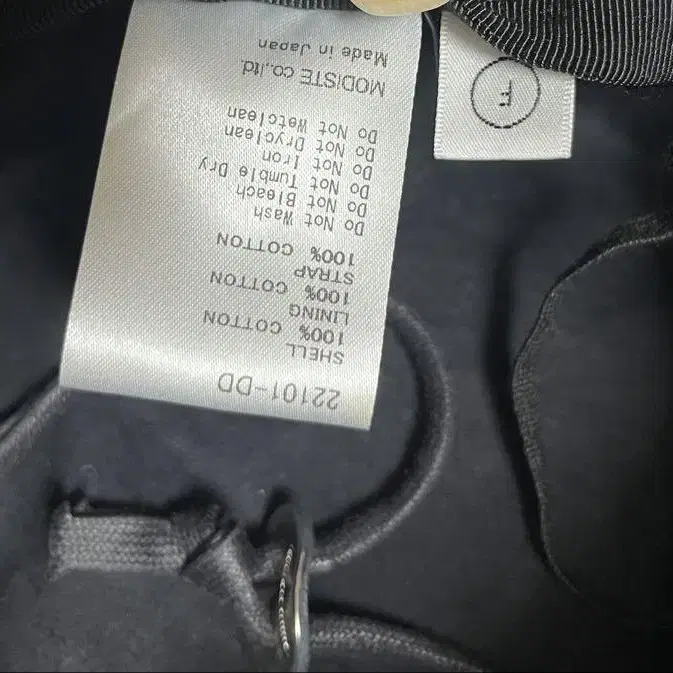 22101-DD
SHELL
100% COTTON
LINING
100% COTTON
STRAP
100% COTTON
Do Not Wash
Do Not Bleach
Do Not Tumble Dry
Do Not Iron
Do Not Dryclean
Do Not Wetclean
MODISTE co.,ltd.
Made in Japan
F